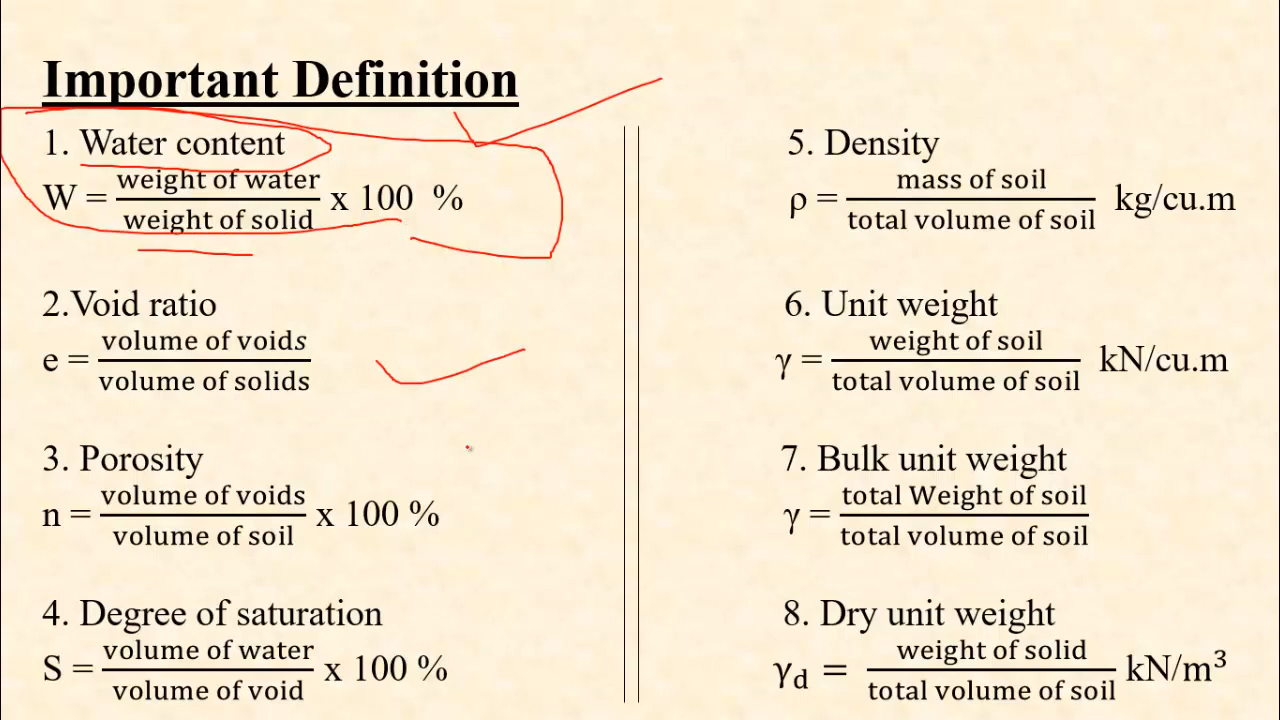 Important Definition
1. Water content
W = weight of water / weight of solid x 100 %
2.Void ratio
e = volume of voids / volume of solids
3. Porosity
n = volume of voids / volume of soil x 100 %
4. Degree of saturation
S = volume of water / volume of void x 100 %
5. Density
ρ = mass of soil / total volume of soil kg/cu.m
6. Unit weight
γ = weight of soil / total volume of soil kN/cu.m
7. Bulk unit weight
γ = total Weight of soil / total volume of soil
8. Dry unit weight
γd = weight of solid / total volume of soil kN/m³